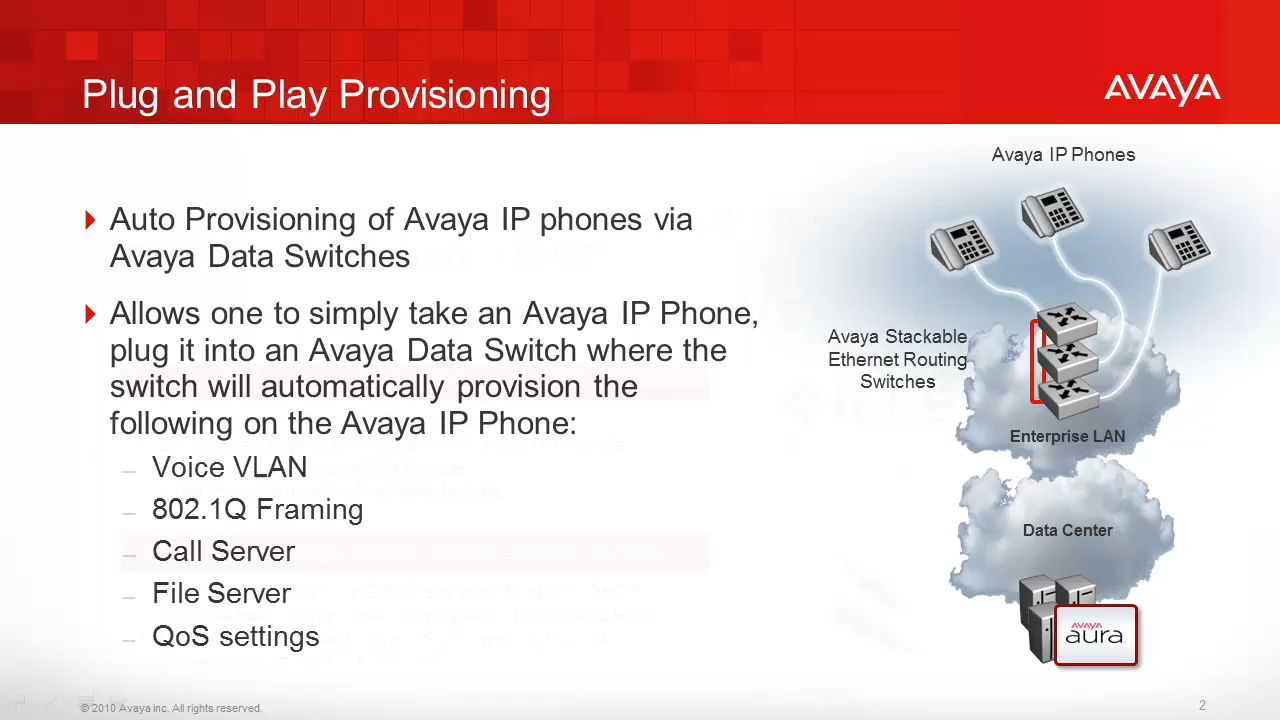 Plug and Play Provisioning
AVAYA
Avaya IP Phones
Auto Provisioning of Avaya IP phones via
Avaya Data Switches
Allows one to simply take an Avaya IP Phone,
plug it into an Avaya Data Switch where the
switch will automatically provision the
following on the Avaya IP Phone:
– Voice VLAN
– 802.1Q Framing
– Call Server
– File Server
– QoS settings
Avaya Stackable
Ethernet Routing
Switches
Enterprise LAN
Data Center
AVAYA
aura
© 2010 Avaya Inc. All rights reserved.
2